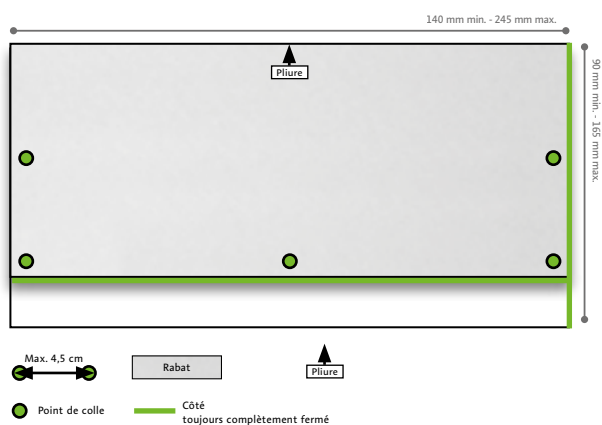 140 mm min. - 245 mm max.
Pliure
90 mm min. - 165 mm max.
Max. 4,5 cm
Rabat
Pliure
Point de colle
Côté
toujours complètement fermé